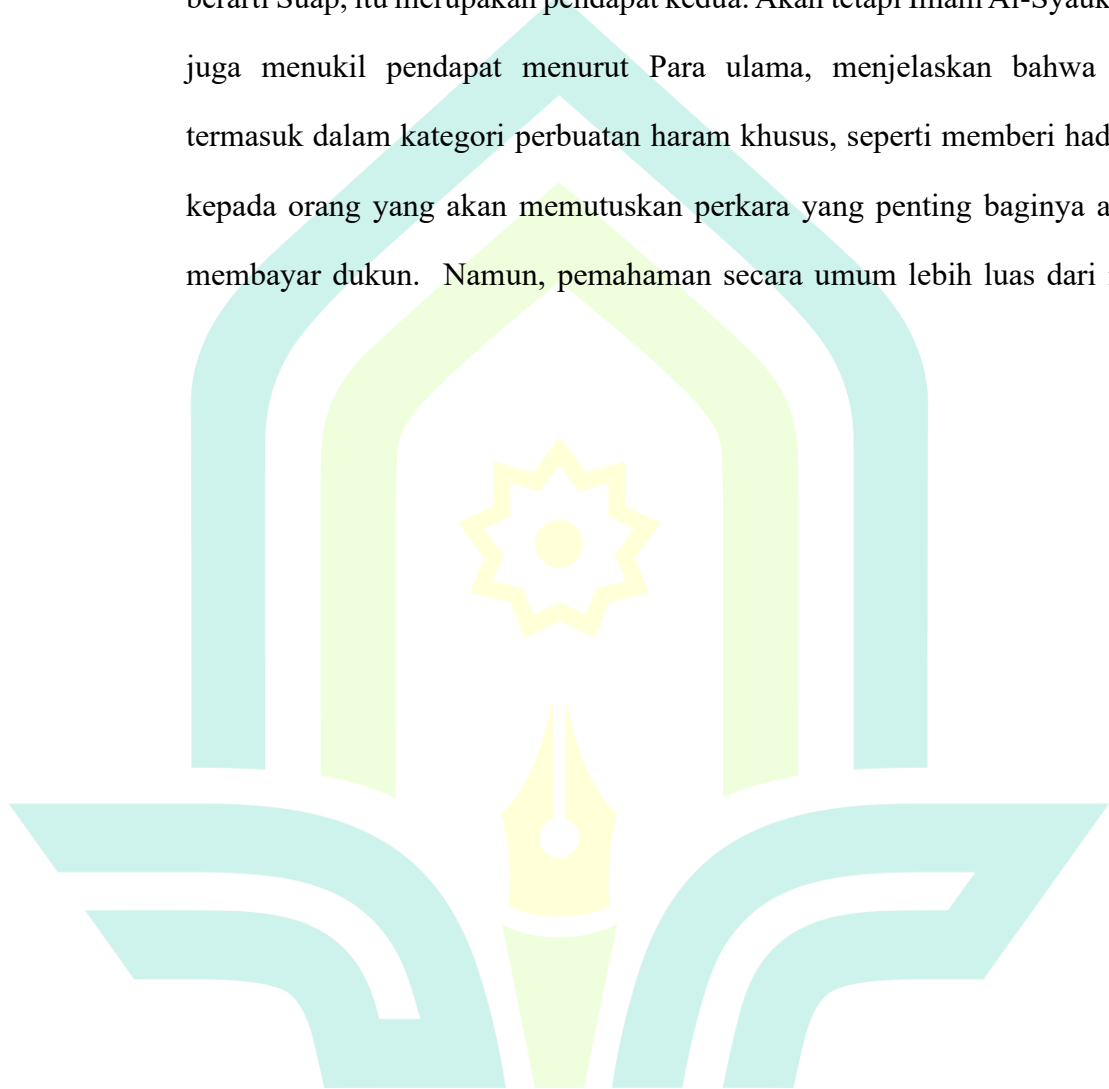 berarti Suap, itu merupakan pendapat kedua. Akan tetapi Imam Al-Syauk
juga menukil pendapat menurut Para ulama, menjelaskan bahwa
termasuk dalam kategori perbuatan haram khusus, seperti memberi had
kepada orang yang akan memutuskan perkara yang penting baginya a
membayar dukun. Namun, pemahaman secara umum lebih luas dari